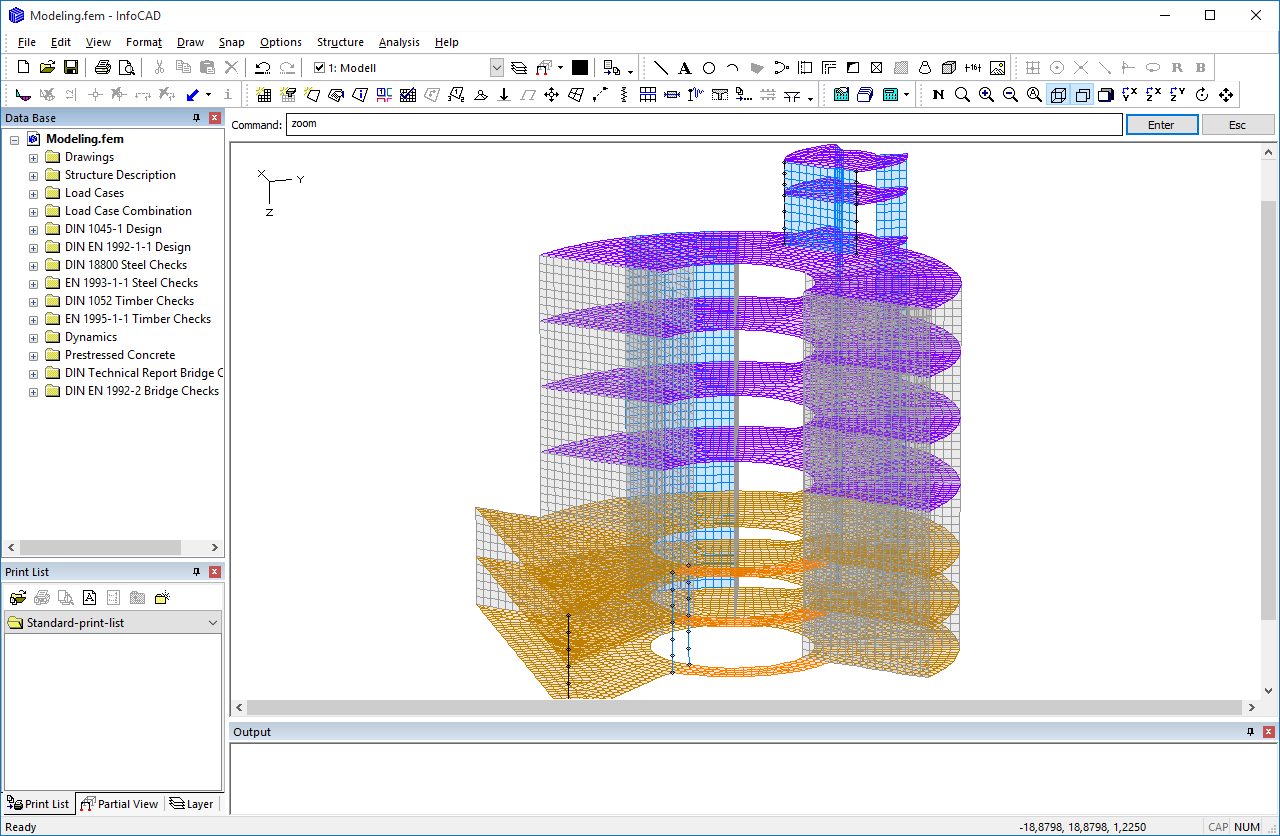 Modeling.fem - InfoCAD
File Edit View Format Draw Snap Options Structure Analysis Help
1: Modell
Data Base
Command: zoom Enter Esc
Modeling.fem
Drawings
Structure Description
Load Cases
Load Case Combination
DIN 1045-1 Design
DIN EN 1992-1-1 Design
DIN 18800 Steel Checks
EN 1993-1-1 Steel Checks
DIN 1052 Timber Checks
EN 1995-1-1 Timber Checks
Dynamics
Prestressed Concrete
DIN Technical Report Bridge C
DIN EN 1992-2 Bridge Checks
X Y
Z
Print List
Standard-print-list
Output
Print List Partial View Layer
Ready -18,8798, 18,8798, 1,2250 CAP NUM